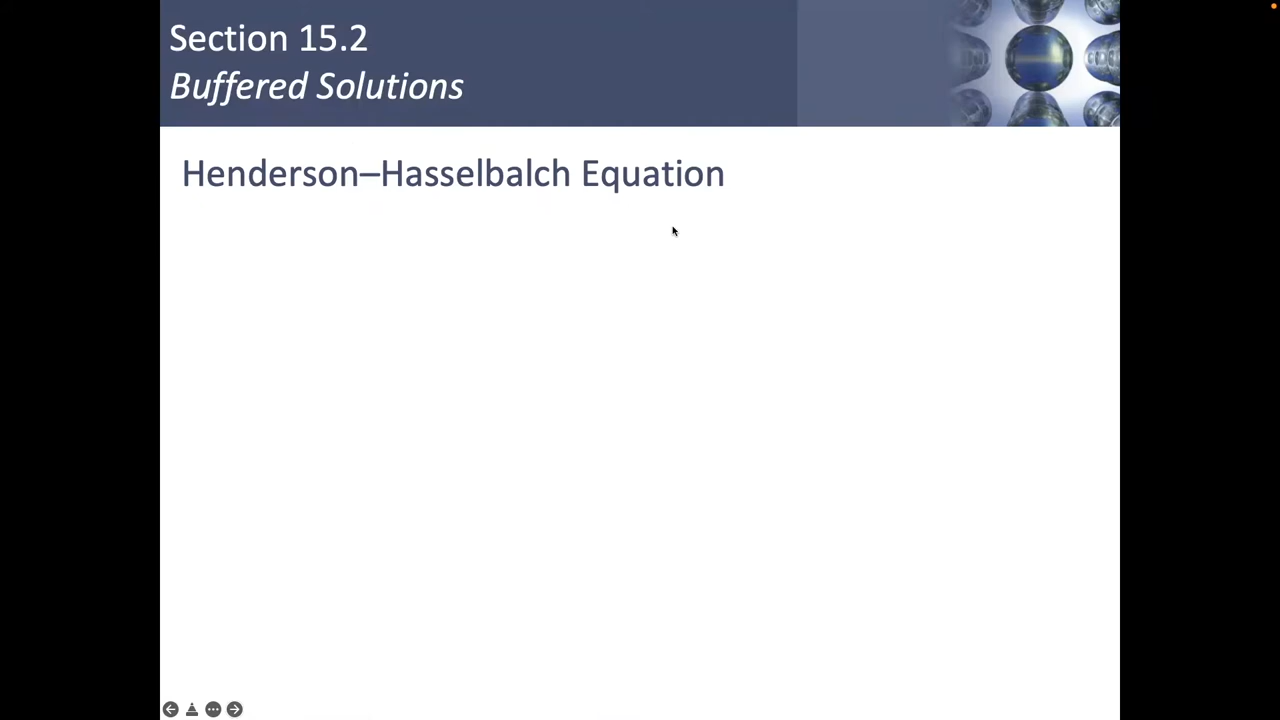 Section 15.2
Buffered Solutions
Henderson–Hasselbalch Equation